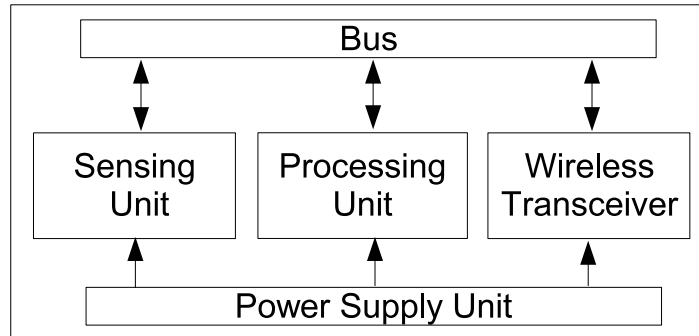 Bus
Sensing
Unit
Processing
Unit
Wireless
Transceiver
Power Supply Unit